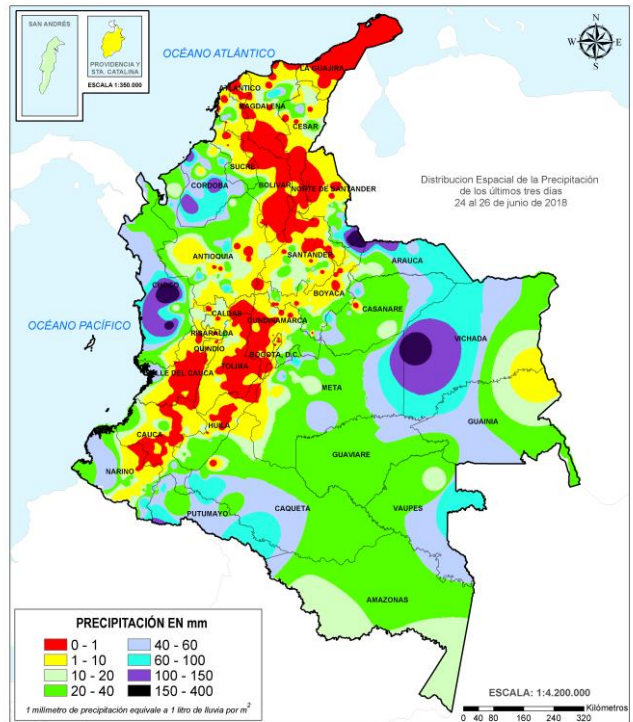 SAN ANDRÉS
PROVIDENCIA Y
STA. CATALINA
ESCALA 1:350.000
N
W
E
S
OCÉANO ATLÁNTICO
LA GUAJIRA
ATLÁNTICO
MAGDALENA
CESAR
SUCRE
CORDOBA
BOLIVAR
NORTE DE SANTANDER
Distribucion Espacial de la Precipitación
de los últimos tres días
24 al 26 de junio de 2018
ANTIOQUIA
SANTANDER
ARAUCA
CHOCO
BOYACA
CASANARE
OCÉANO PACÍFICO
CALDAS
CUNDINAMARCA
RISARALDA
VICHADA
QUINDIO
BOGOTA, D.C.
TOLIMA
VALLE DEL CAUCA
META
HUILA
GUAINIA
CAUCA
GUAVIARE
NARIÑO
CAQUETA
VAUPES
PUTUMAYO
AMAZONAS
PRECIPITACIÓN EN mm
0 - 1
40 - 60
1 - 10
60 - 100
10 - 20
100 - 150
20 - 40
150 - 400
1 milimetro de precipitación equivale a 1 litro de lluvia por m²
ESCALA: 1:4.200.000
Kilómetros
0 40 80 160 240 320